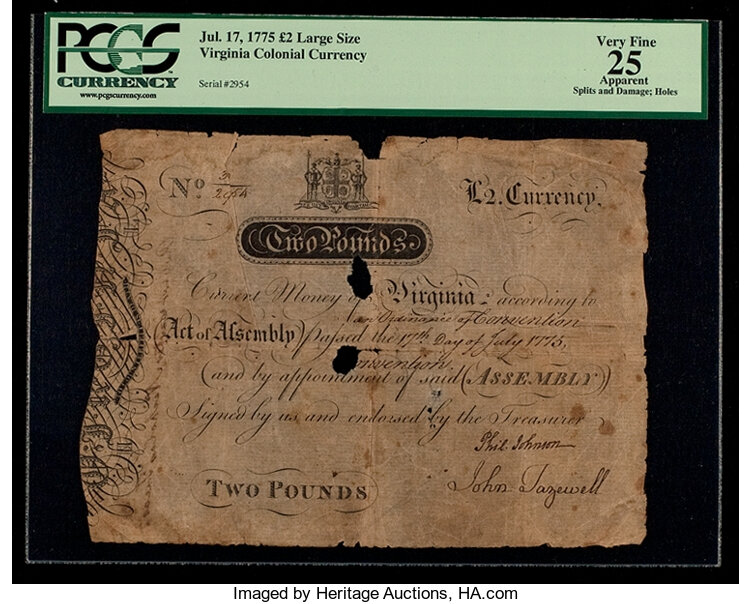 PCGS
CURRENCY
www.pcgscurrency.com
Jul. 17, 1775 £2 Large Size
Virginia Colonial Currency
Serial #2954
Very Fine
25
Apparent
Splits and Damage; Holes
No. 2954
£2. Currency.
Two Pounds
Current Money of Virginia; according to
an Ordinance of Convention
Act of Assembly) passed the 17th Day of July 1775,
Convention
(and by appointment of said (ASSEMBLY))
Signed by us and endorsed by the Treasurer
Phil. Johnson
TWO POUNDS
John Tazewell
Imaged by Heritage Auctions, HA.com